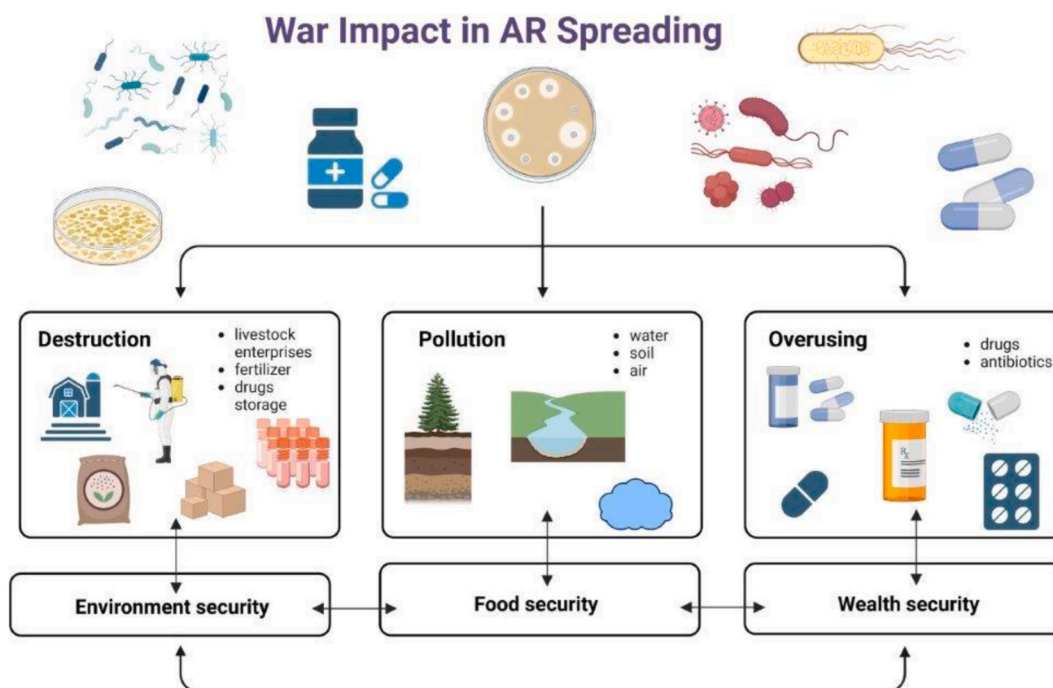 War Impact in AR Spreading
Destruction
• livestock
enterprises
• fertilizer
• drugs
storage
Pollution
• water
• soil
• air
Overusing
• drugs
• antibiotics
Rx
Environment security
Food security
Wealth security